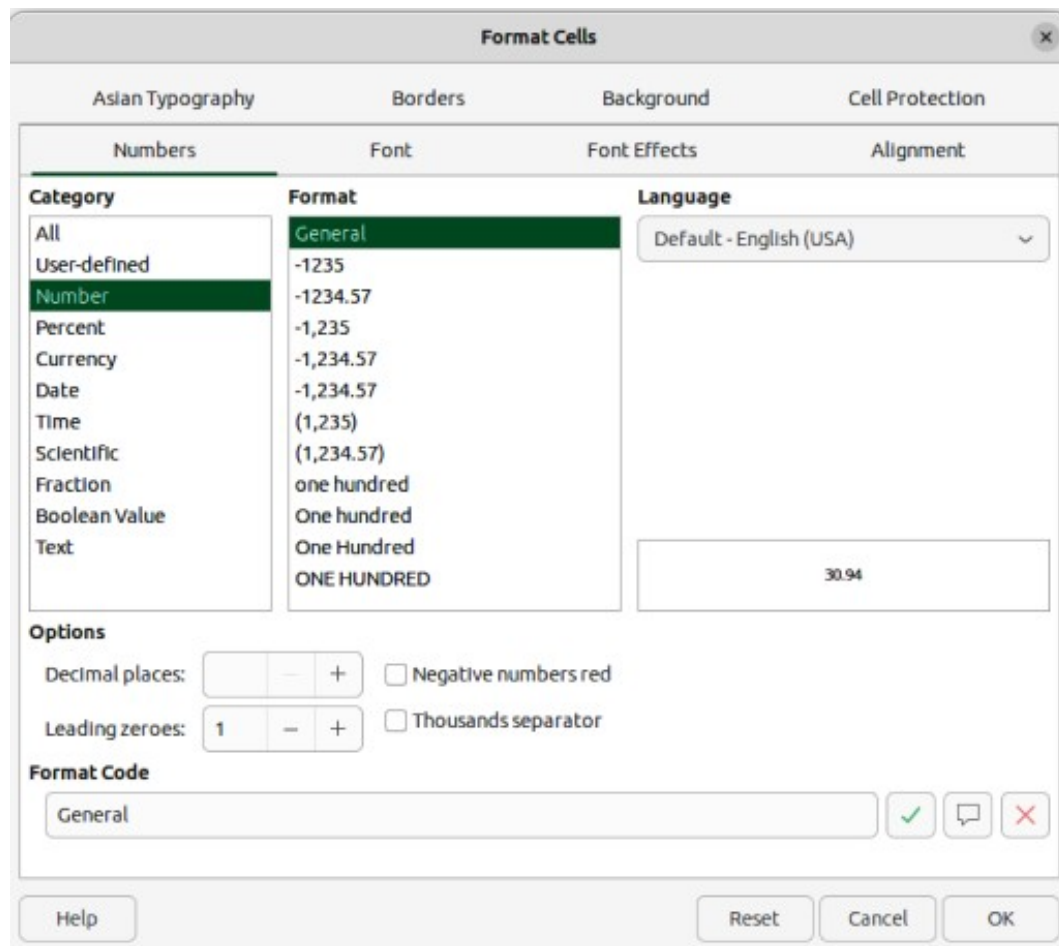 Format Cells
Asian Typography
Borders
Background
Cell Protection
Numbers
Font
Font Effects
Alignment
Category
All
User-defined
Number
Percent
Currency
Date
Time
Scientific
Fraction
Boolean Value
Text
Format
General
-1235
-1234.57
-1,235
-1,234.57
-1,234.57
(1,235)
(1,234.57)
one hundred
One hundred
One Hundred
ONE HUNDRED
Language
Default - English (USA)
30.94
Options
Decimal places:
Negative numbers red
Leading zeroes: 1
Thousands separator
Format Code
General
Help
Reset
Cancel
OK